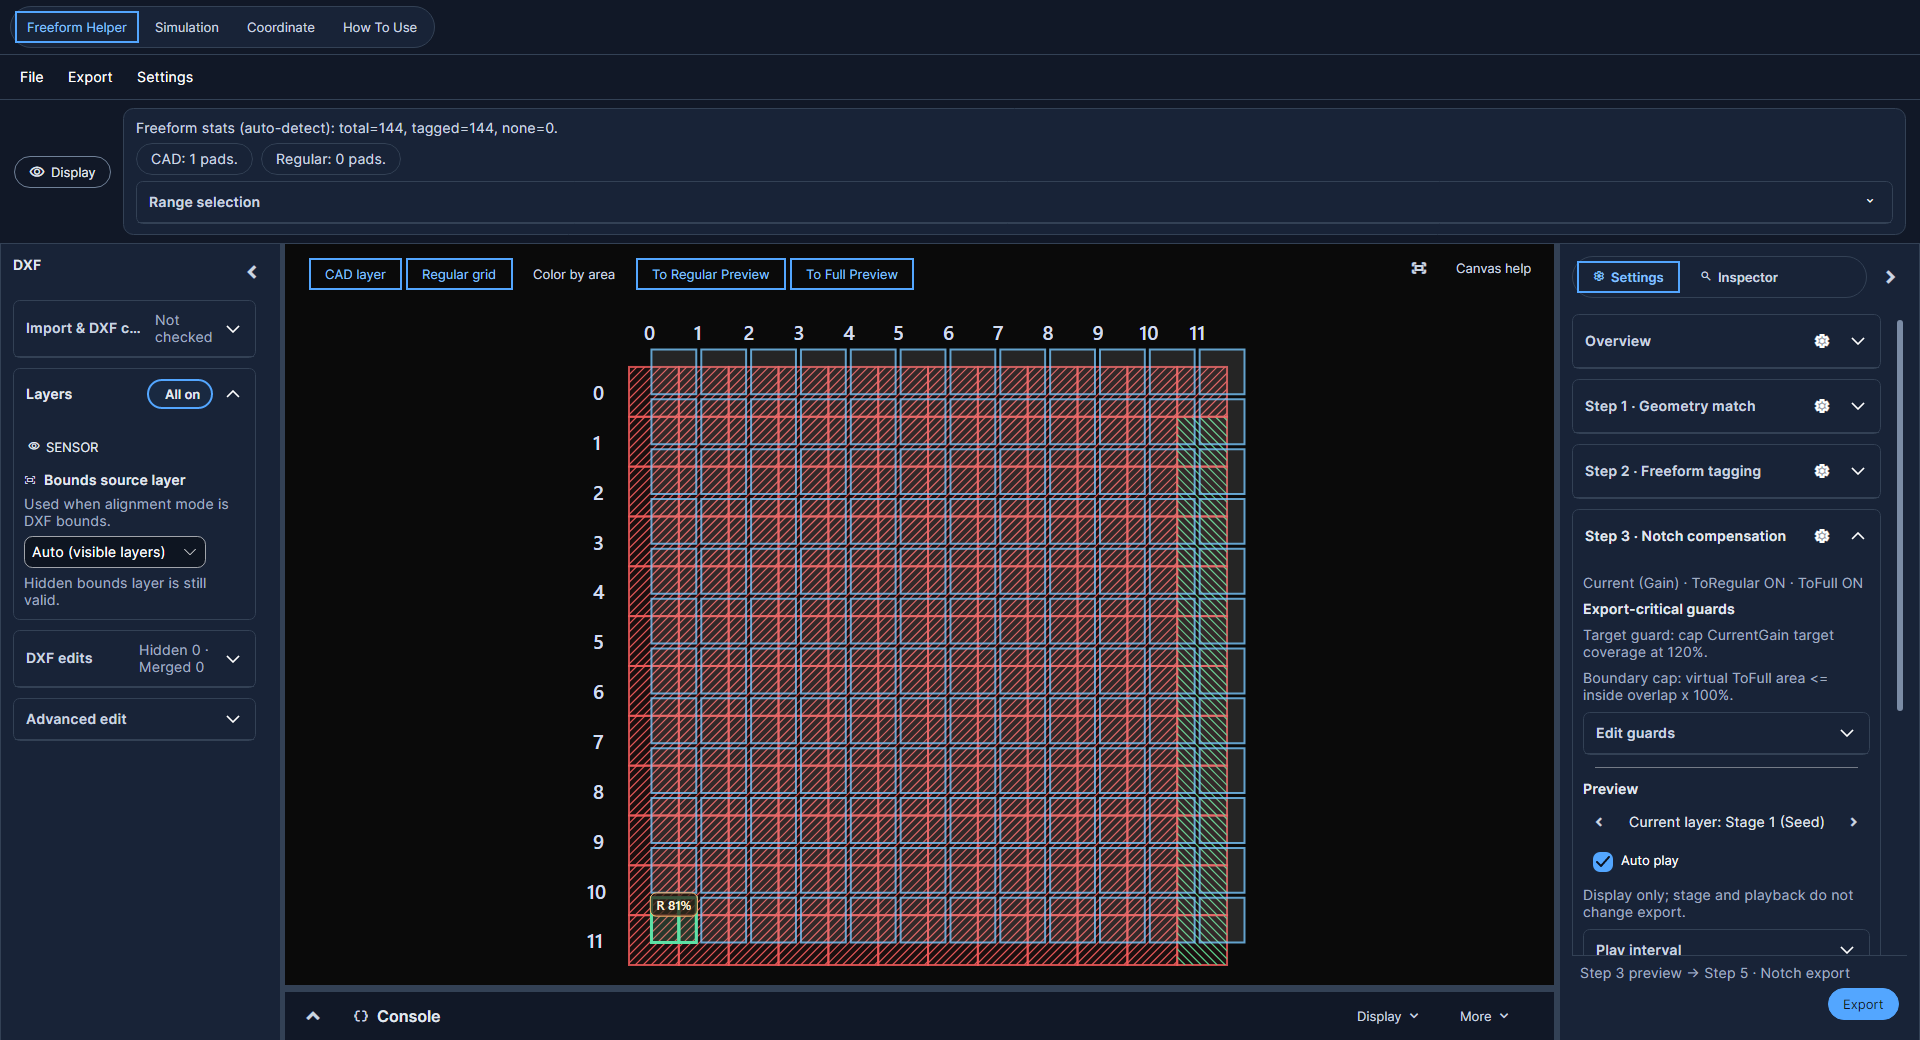 Freeform Helper
Simulation
Coordinate
How To Use
File
Export
Settings
Display
Freeform stats (auto-detect): total=144, tagged=144, none=0.
CAD: 1 pads.
Regular: 0 pads.
Range selection
DXF
Import & DXF c...
Not checked
Layers
All on
SENSOR
Bounds source layer
Used when alignment mode is
DXF bounds.
Auto (visible layers)
Hidden bounds layer is still
valid.
DXF edits
Hidden 0 ·
Merged 0
Advanced edit
CAD layer
Regular grid
Color by area
To Regular Preview
To Full Preview
Canvas help
0 1 2 3 4 5 6 7 8 9 10 11
0
1
2
3
4
5
6
7
8
9
10
R 81%
11
Console
Display
More
Settings
Inspector
Overview
Step 1 · Geometry match
Step 2 · Freeform tagging
Step 3 · Notch compensation
Current (Gain) · ToRegular ON · ToFull ON
Export-critical guards
Target guard: cap CurrentGain target
coverage at 120%.
Boundary cap: virtual ToFull area <=
inside overlap x 100%.
Edit guards
Preview
Current layer: Stage 1 (Seed)
Auto play
Display only; stage and playback do not
change export.
Play interval
Step 3 preview → Step 5 · Notch export
Export